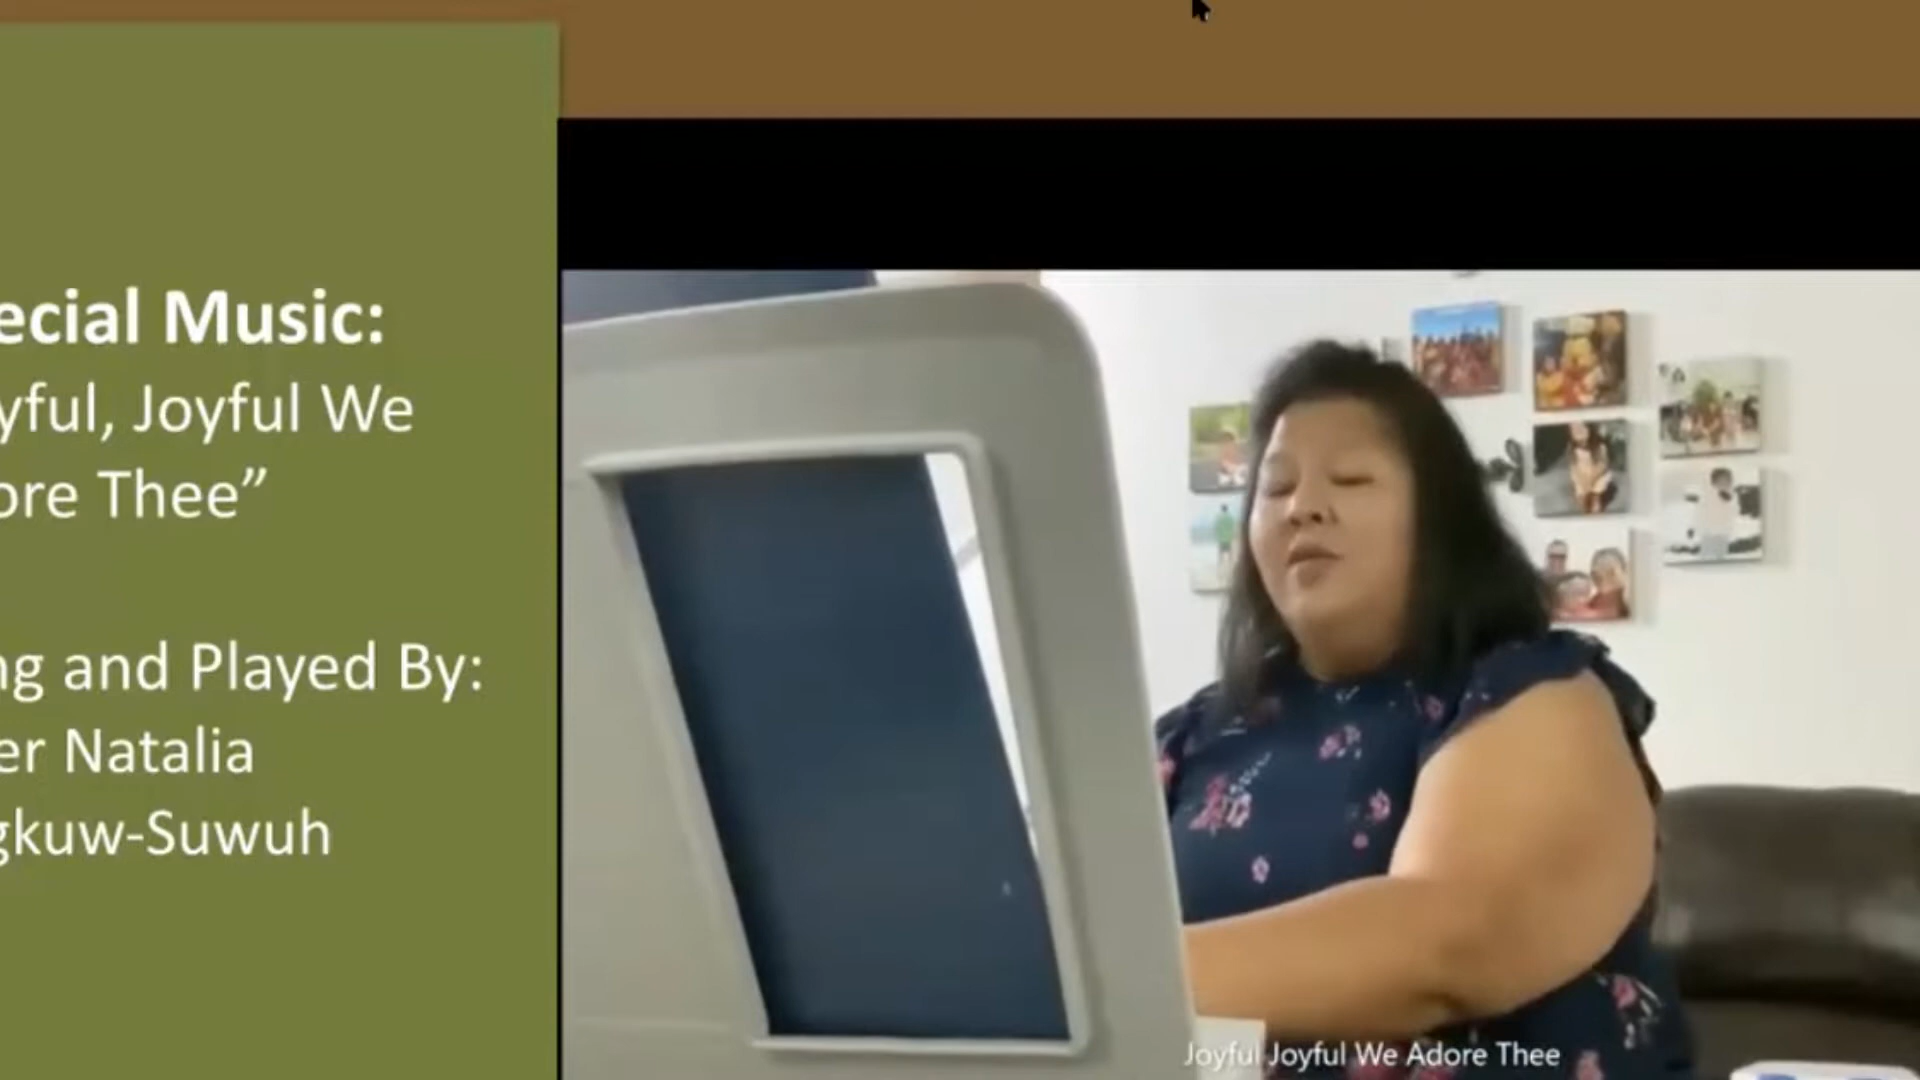 ecial Music:
yful, Joyful We
ore Thee”
ng and Played By:
er Natalia
gkuw-Suwuh
Joyful Joyful We Adore Thee